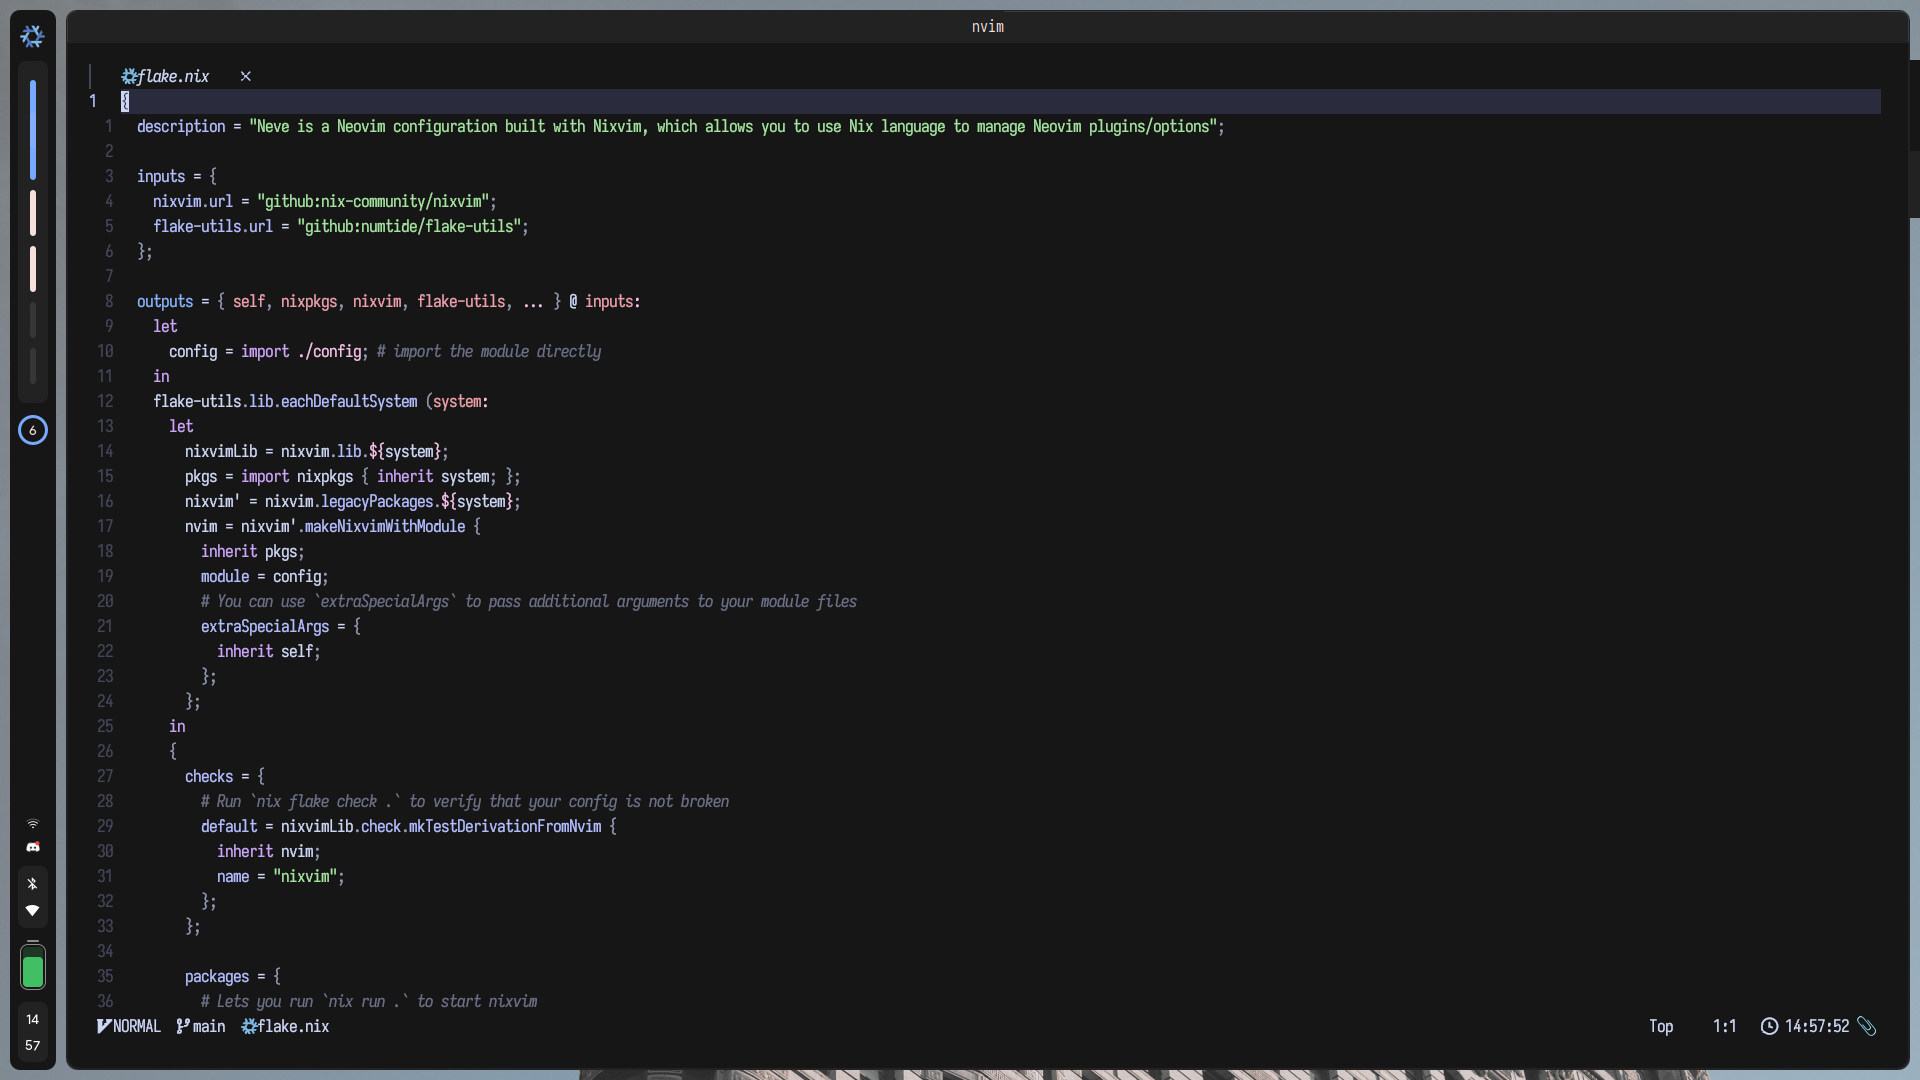 nvim
flake.nix ×
1 {
1 description = "Neve is a Neovim configuration built with Nixvim, which allows you to use Nix language to manage Neovim plugins/options";
2
3 inputs = {
4 nixvim.url = "github:nix-community/nixvim";
5 flake-utils.url = "github:numtide/flake-utils";
6 };
7
8 outputs = { self, nixpkgs, nixvim, flake-utils, ... } @ inputs:
9 let
10 config = import ./config; # import the module directly
11 in
12 flake-utils.lib.eachDefaultSystem (system:
13 let
14 nixvimLib = nixvim.lib.${system};
15 pkgs = import nixpkgs { inherit system; };
16 nixvim' = nixvim.legacyPackages.${system};
17 nvim = nixvim'.makeNixvimWithModule {
18 inherit pkgs;
19 module = config;
20 # You can use `extraSpecialArgs` to pass additional arguments to your module files
21 extraSpecialArgs = {
22 inherit self;
23 };
24 };
25 in
26 {
27 checks = {
28 # Run `nix flake check .` to verify that your config is not broken
29 default = nixvimLib.check.mkTestDerivationFromNvim {
30 inherit nvim;
31 name = "nixvim";
32 };
33 };
34
35 packages = {
36 # Lets you run `nix run .` to start nixvim
NORMAL main flake.nix Top 1:1 14:57:52
6
14
57